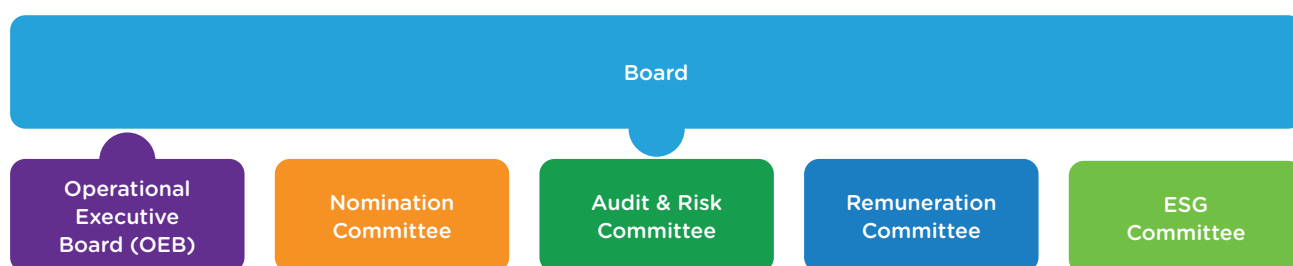 Board
Operational
Executive
Board (OEB)
Nomination
Committee
Audit & Risk
Committee
Remuneration
Committee
ESG
Committee